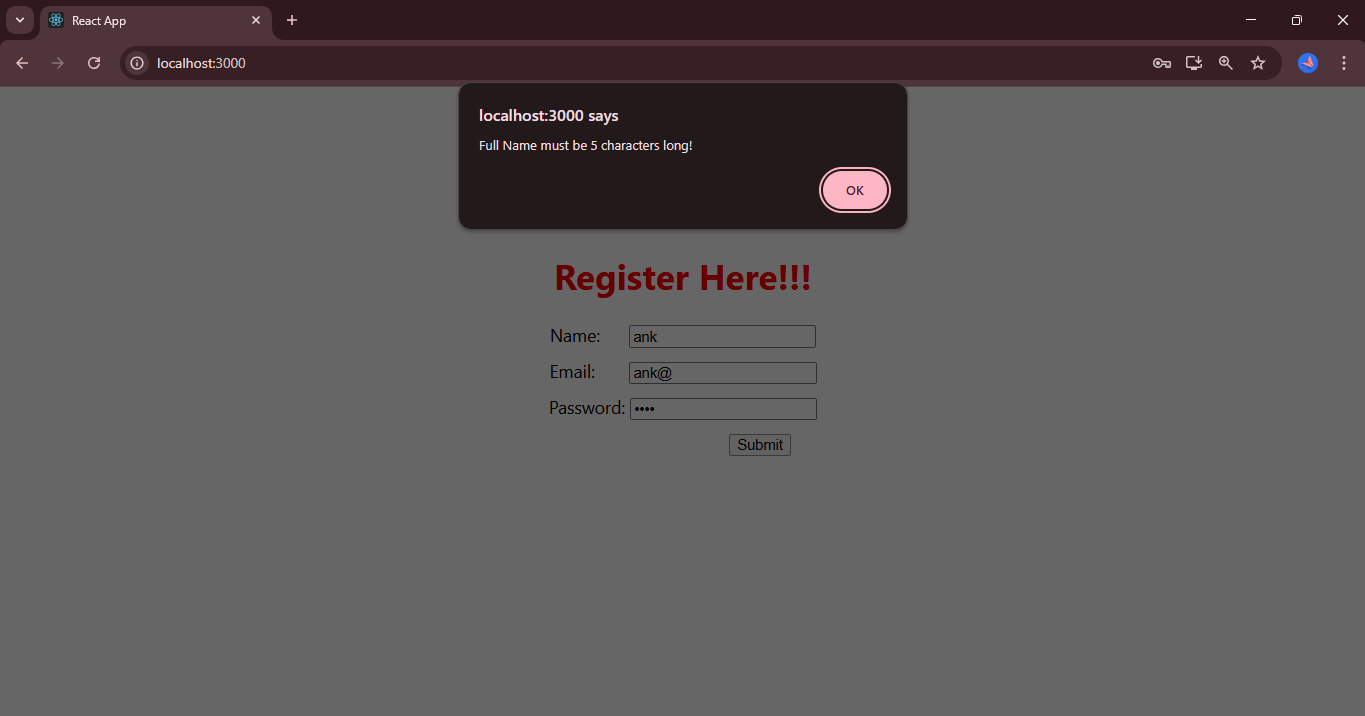 React App
localhost:3000
localhost:3000 says
Full Name must be 5 characters long!
OK
Register Here!!!
Name: ank
Email: ank@
Password: ••••
Submit